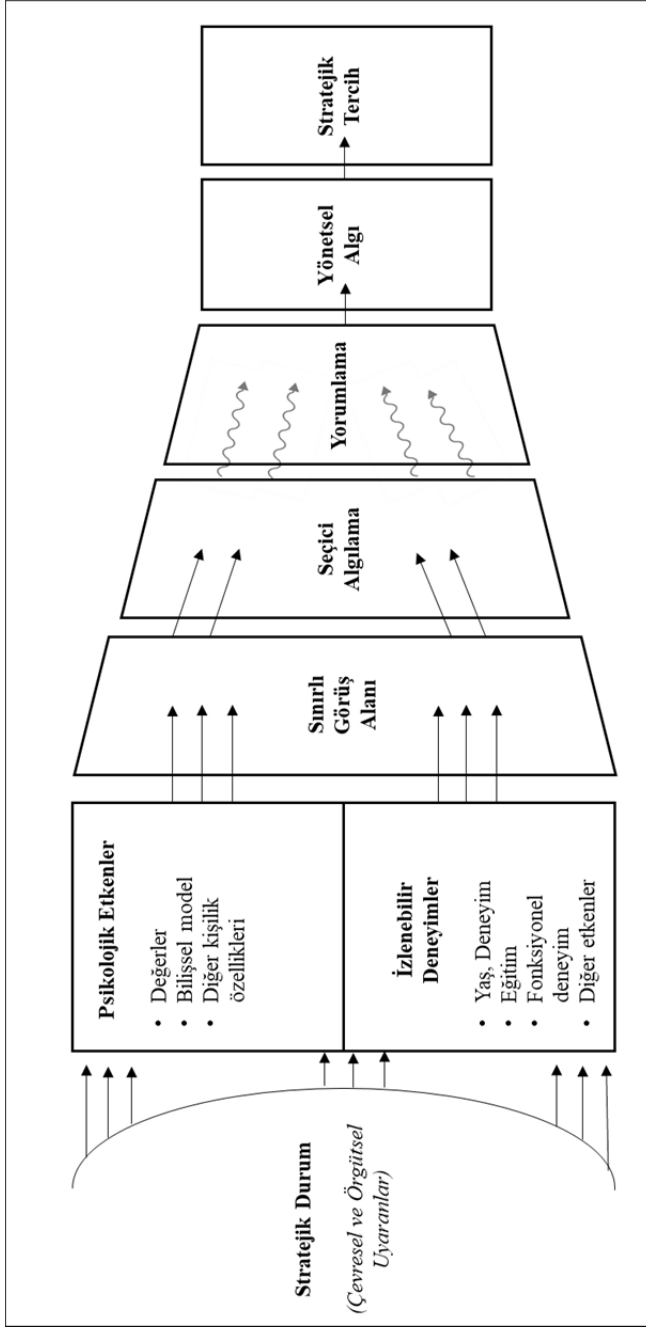 Stratejik Durum
(Çevresel ve Örgütsel
Uyaranlar)
Psikolojik Etkenler
• Değerler
• Bilişsel model
• Diğer kişilik
özellikleri
İzlenebilir
Deneyimler
• Yaş, Deneyim
• Eğitim
• Fonksiyonel
deneyim
• Diğer etkenler
Sınırlı
Görüş
Alanı
Seçici
Algılama
Yorumlama
Yönetsel
Algı
Stratejik
Tercih